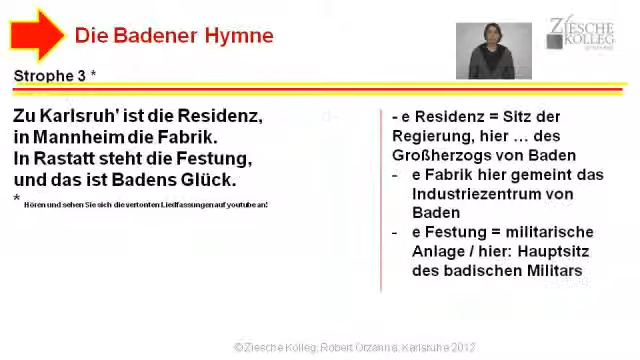 Die Badener Hymne
ZIESCHE
KOLLEG
Strophe 3 *
Zu Karlsruh' ist die Residenz,
in Mannheim die Fabrik.
In Rastatt steht die Festung,
und das ist Badens Glück.
* Hören und sehen Sie sich die vertonten Liedfassungen auf youtube an!
- e Residenz = Sitz der
Regierung, hier … des
Großherzogs von Baden
- e Fabrik hier gemeint das
Industriezentrum von
Baden
- e Festung = militarische
Anlage / hier: Hauptsitz
des badischen Militars
©Ziesche Kolleg, Robert Orzanna, Karlsruhe 2012